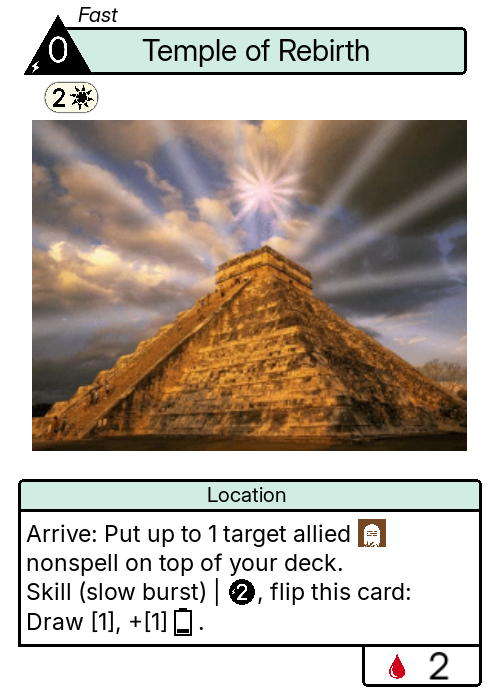 Fast
0 Temple of Rebirth
2
Location
Arrive: Put up to 1 target allied
nonspell on top of your deck.
Skill (slow burst) | 2, flip this card:
Draw [1], +[1] .
2